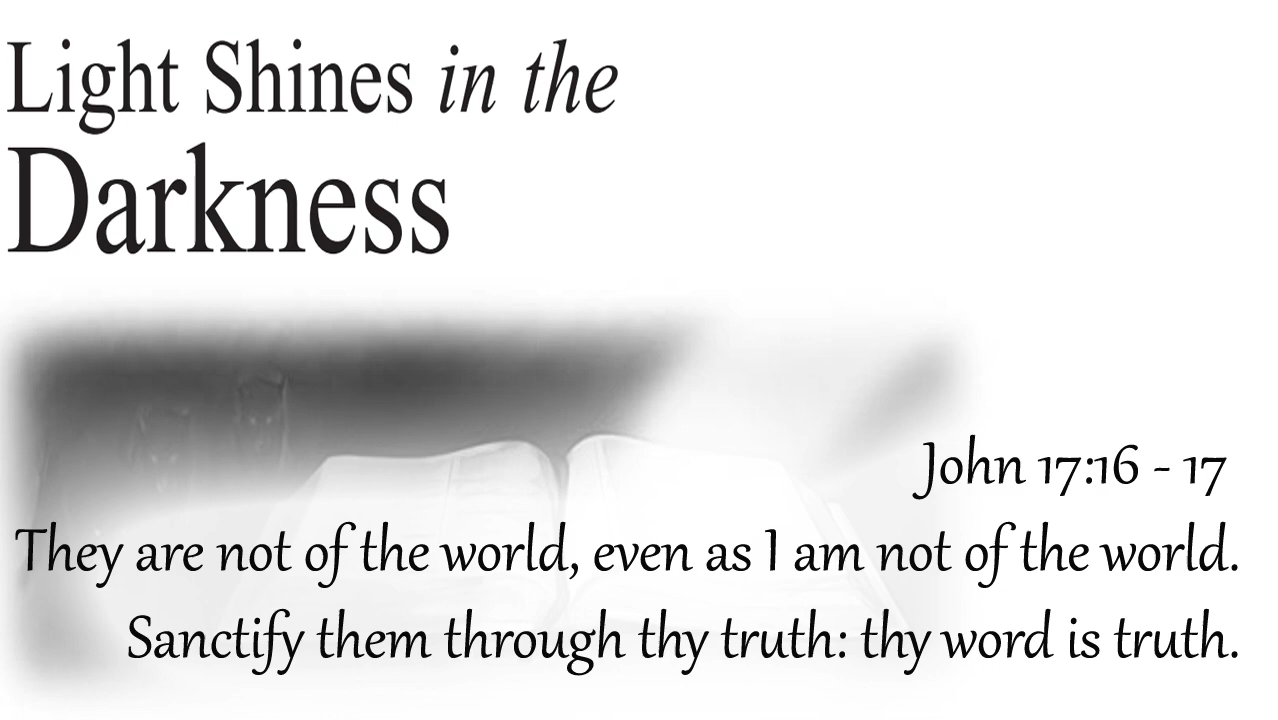 Light Shines in the
Darkness
John 17:16 - 17
They are not of the world, even as I am not of the world.
Sanctify them through thy truth: thy word is truth.